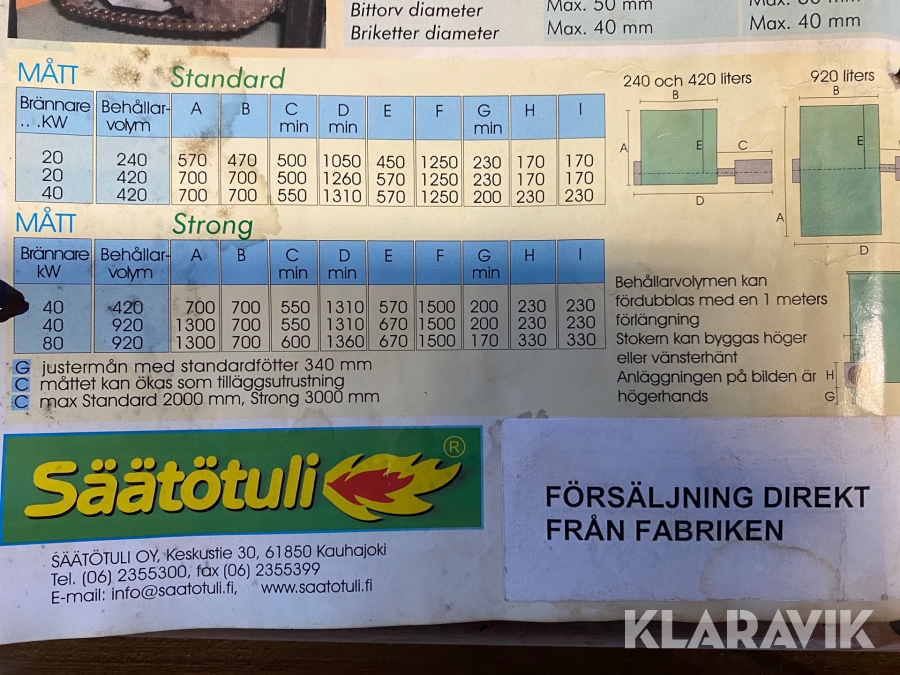 Bittorv diameter Max. 50 mm
Briketter diameter Max. 40 mm Max. 40 mm
MÅTT Standard
Brännare ...KW Behållar-volym A B C min D min E F G min H I
20 240 570 470 500 1050 450 1250 230 170 170
20 420 700 700 500 1260 570 1250 230 170 170
40 420 700 700 550 1310 570 1250 200 230 230
MÅTT Strong
Brännare kW Behållar-volym A B C min D min E F G min H I
40 420 700 700 550 1310 570 1500 200 230 230
40 920 1300 700 550 1310 670 1500 200 230 230
80 920 1300 700 600 1360 670 1500 170 330 330
G justermån med standardfötter 340 mm
C måttet kan ökas som tilläggsutrustning
C max Standard 2000 mm, Strong 3000 mm
240 och 420 liters
B
A E C
D
920 liters
B
E
A
D
Behållarvolymen kan
fördubblas med en 1 meters
förlängning
Stokern kan byggas höger
eller vänsterhänt
Anläggningen på bilden är
högerhands
H
G
Säätötuli ®
SÄÄTÖTULI OY, Keskustie 30, 61850 Kauhajoki
Tel. (06) 2355300, fax (06) 2355399
E-mail: info@saatotuli.fi, www.saatotuli.fi
FÖRSÄLJNING DIREKT
FRÅN FABRIKEN
KLARAVIK